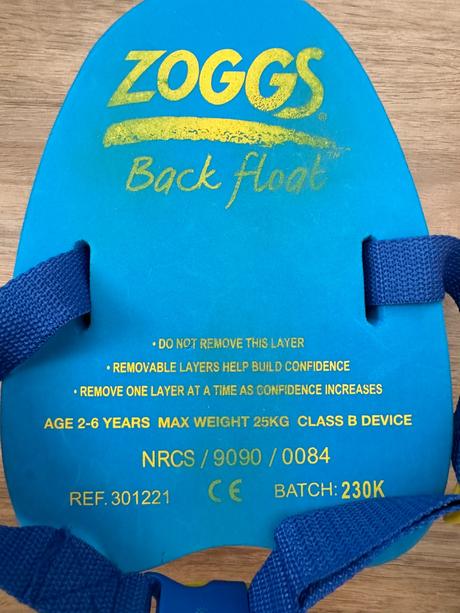 ZOGGS®
Back float™
• DO NOT REMOVE THIS LAYER
• REMOVABLE LAYERS HELP BUILD CONFIDENCE
• REMOVE ONE LAYER AT A TIME AS CONFIDENCE INCREASES
AGE 2-6 YEARS MAX WEIGHT 25KG CLASS B DEVICE
NRCS / 9090 / 0084
REF. 301221 CE BATCH: 230K